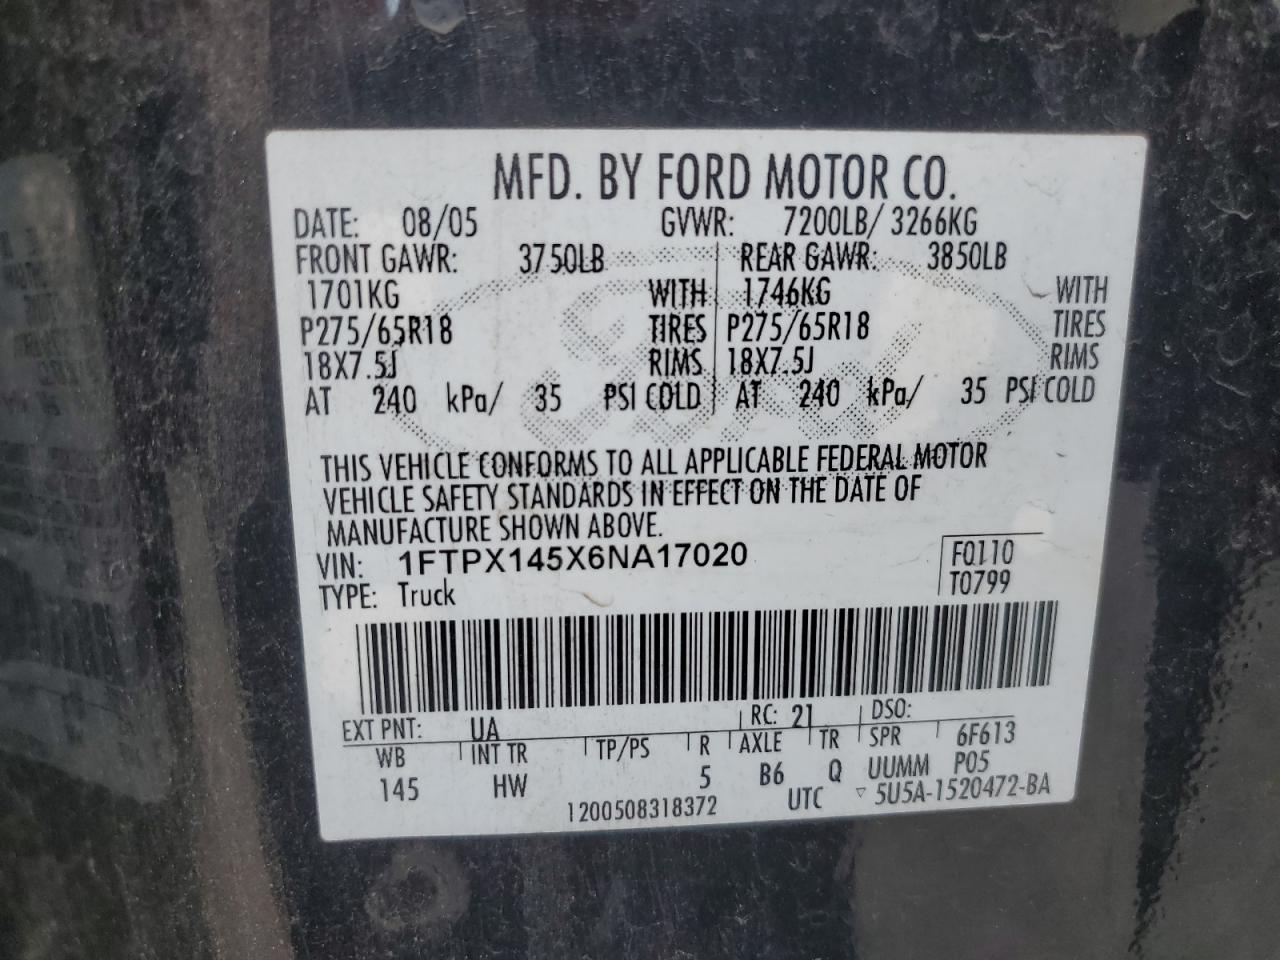 MFD. BY FORD MOTOR CO.
DATE: 08/05 GVWR: 7200LB/ 3266KG
FRONT GAWR: 3750LB REAR GAWR: 3850LB
1701KG WITH 1746KG WITH
P275/65R18 TIRES P275/65R18 TIRES
18X7.5J RIMS 18X7.5J RIMS
AT 240 kPa/ 35 PSI COLD AT 240 kPa/ 35 PSI COLD
THIS VEHICLE CONFORMS TO ALL APPLICABLE FEDERAL MOTOR
VEHICLE SAFETY STANDARDS IN EFFECT ON THE DATE OF
MANUFACTURE SHOWN ABOVE.
VIN: 1FTPX145X6NA17020 FQ110
TYPE: Truck T0799
EXT PNT: UA RC: 21 DSO:
WB INT TR TP/PS R AXLE TR SPR 6F613
145 HW 5 B6 Q UUMM P05
1200508318372 UTC ▽ 5U5A-1520472-BA